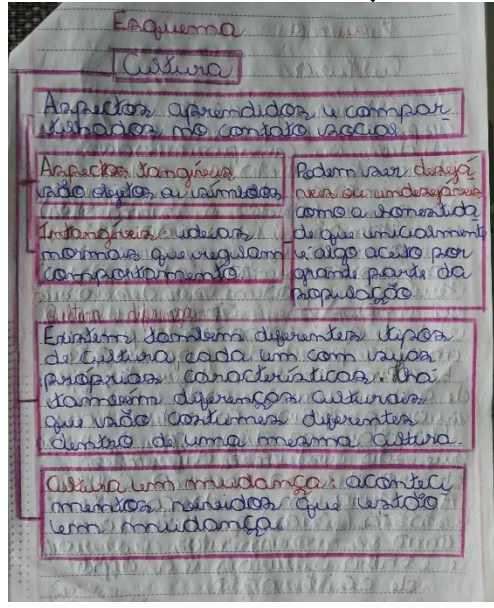 Esquema
Cultura
Aspectos aprendidos e compar
tilhados no contato social
Aspectos tangíveis
são objetos ou símbolos
Intangíveis: ideias
normas que regulam
comportamento
Podem ser desejá
veis ou indesejáveis
como a honestida
de que unicialmente
é algo aceito por
grande parte da
população
cultura e diferença
Existem também diferentes tipos
de cultura cada um com suas
próprias características. Há
também diferenças culturais
que são costumes diferentes
dentro de uma mesma cultura.
Cultura em mudança: aconteci
mentos que estão
em mudança